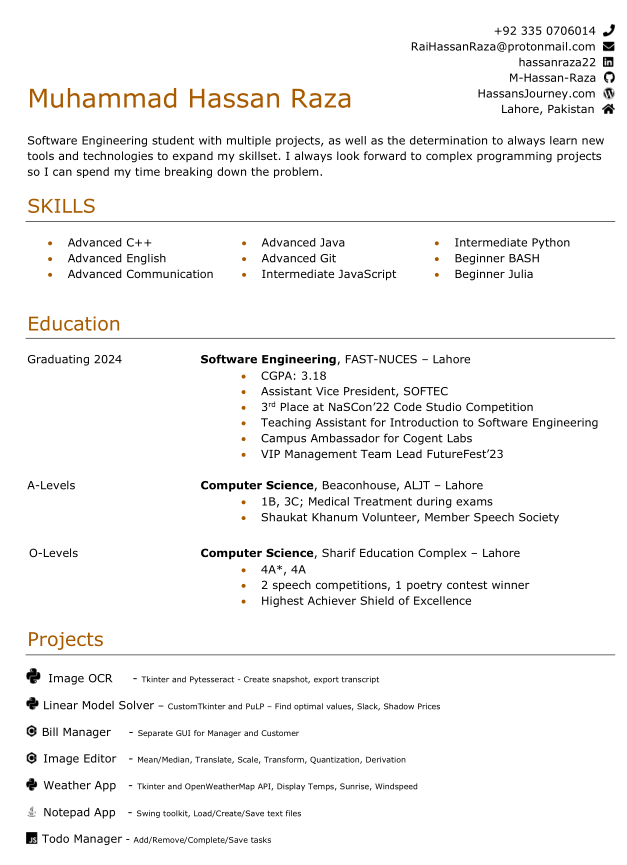 +92 335 0706014
RaiHassanRaza@protonmail.com
hassanraza22
M-Hassan-Raza
HassansJourney.com
Lahore, Pakistan
Muhammad Hassan Raza
Software Engineering student with multiple projects, as well as the determination to always learn new
tools and technologies to expand my skillset. I always look forward to complex programming projects
so I can spend my time breaking down the problem.
SKILLS
• Advanced C++ • Advanced Java • Intermediate Python
• Advanced English • Advanced Git • Beginner BASH
• Advanced Communication • Intermediate JavaScript • Beginner Julia
Education
Graduating 2024 Software Engineering, FAST-NUCES – Lahore
• CGPA: 3.18
• Assistant Vice President, SOFTEC
• 3rd Place at NaSCon’22 Code Studio Competition
• Teaching Assistant for Introduction to Software Engineering
• Campus Ambassador for Cogent Labs
• VIP Management Team Lead FutureFest’23
A-Levels Computer Science, Beaconhouse, ALJT – Lahore
• 1B, 3C; Medical Treatment during exams
• Shaukat Khanum Volunteer, Member Speech Society
O-Levels Computer Science, Sharif Education Complex – Lahore
• 4A*, 4A
• 2 speech competitions, 1 poetry contest winner
• Highest Achiever Shield of Excellence
Projects
Image OCR - Tkinter and Pytesseract - Create snapshot, export transcript
Linear Model Solver – CustomTkinter and PuLP – Find optimal values, Slack, Shadow Prices
Bill Manager - Separate GUI for Manager and Customer
Image Editor - Mean/Median, Translate, Scale, Transform, Quantization, Derivation
Weather App - Tkinter and OpenWeatherMap API, Display Temps, Sunrise, Windspeed
Notepad App - Swing toolkit, Load/Create/Save text files
JS Todo Manager - Add/Remove/Complete/Save tasks